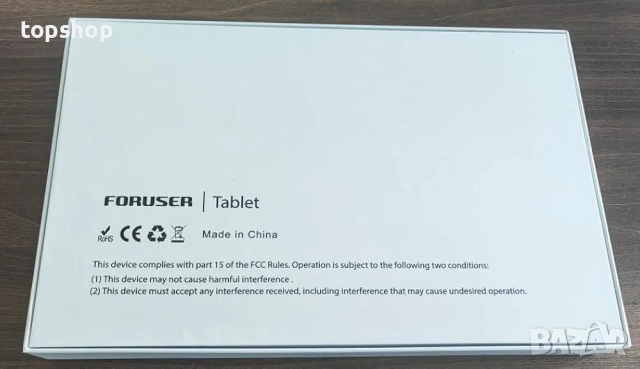 topshop
FORUSER | Tablet
RoHS CE Made in China
This device complies with part 15 of the FCC Rules. Operation is subject to the following two conditions:
(1) This device may not cause harmful interference .
(2) This device must accept any interference received, including interference that may cause undesired operation.
BAZAR